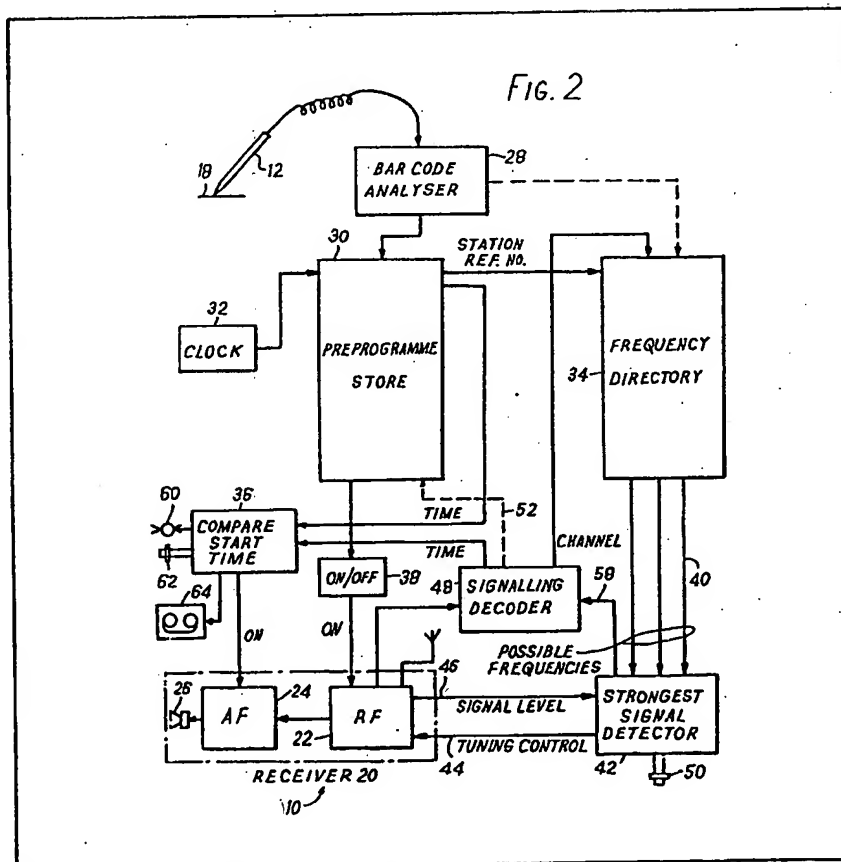 FIG. 2
18
12
28
BAR CODE
ANALYSER
30
STATION
REF. NO.
32
CLOCK
PREPROGRAMME
STORE
34
FREQUENCY
DIRECTORY
36
60
COMPARE
START
TIME
62
64
TIME
52
TIME
CHANNEL
40
ON/OFF
38
48
SIGNALLING
DECODER
58
ON
ON
POSSIBLE
FREQUENCIES
26
AF
24
RF
22
46
SIGNAL LEVEL
TUNING CONTROL
44
STRONGEST
SIGNAL
DETECTOR
42
50
RECEIVER 20
10